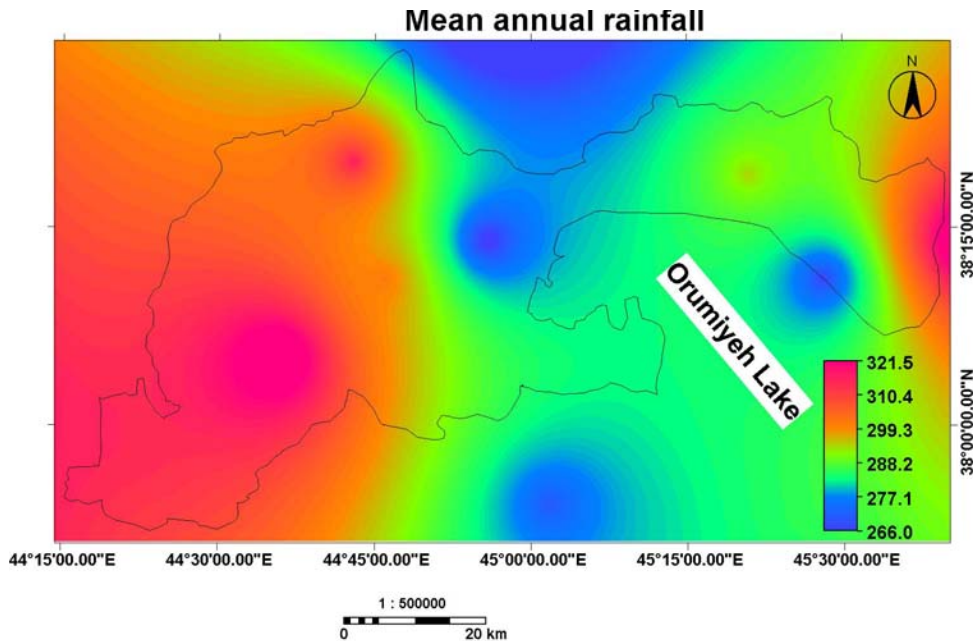 Mean annual rainfall
N
38°15'00.00"N
Orumiyeh Lake
38°00'00.00"N
321.5
310.4
299.3
288.2
277.1
266.0
44°15'00.00"E 44°30'00.00"E 44°45'00.00"E 45°00'00.00"E 45°15'00.00"E 45°30'00.00"E
1 : 500000
0 20 km